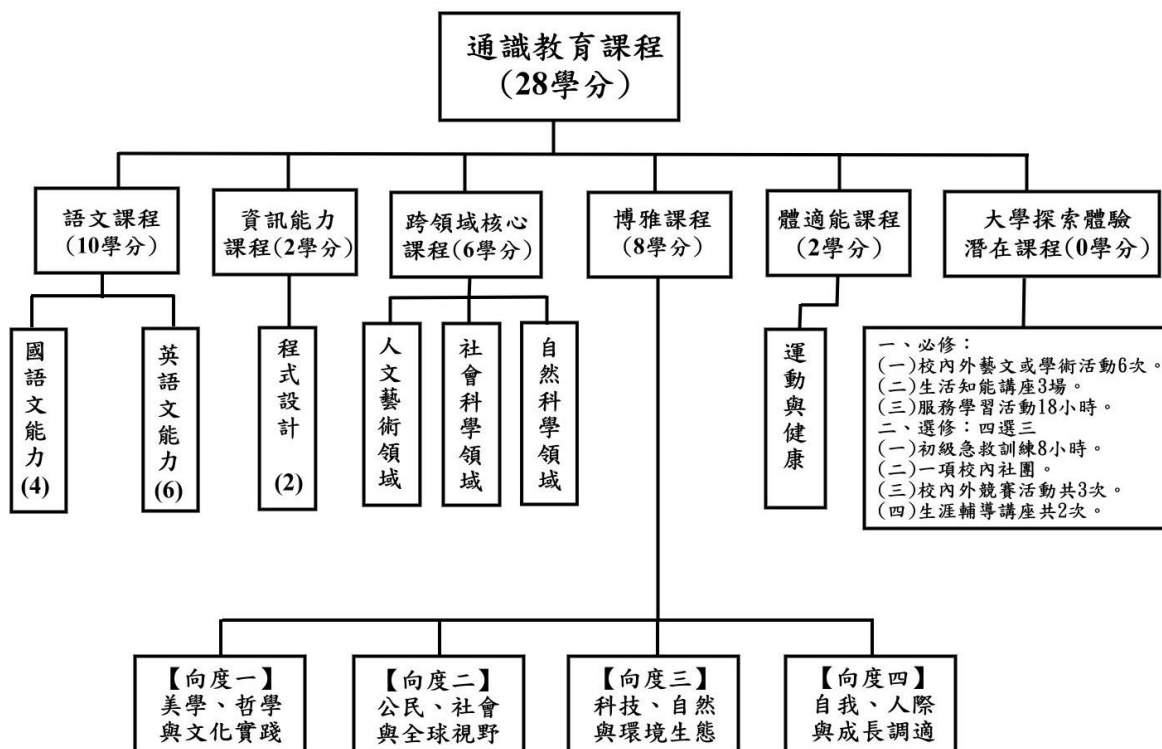 通識教育課程
(28學分)
語文課程
(10學分)
資訊能力
課程(2學分)
跨領域核心
課程(6學分)
博雅課程
(8學分)
體適能課程
(2學分)
大學探索體驗
潛在課程(0學分)
國語文能力(4)
英語文能力(6)
程式設計(2)
人文藝術領域
社會科學領域
自然科學領域
運動與健康
一、必修：
(一)校內外藝文或學術活動6次。
(二)生活知能講座3場。
(三)服務學習活動18小時。
二、選修：四選三
(一)初級急救訓練8小時。
(二)一項校內社團。
(三)校內外競賽活動共3次。
(四)生涯輔導講座共2次。
【向度一】
美學、哲學
與文化實踐
【向度二】
公民、社會
與全球視野
【向度三】
科技、自然
與環境生態
【向度四】
自我、人際
與成長調適